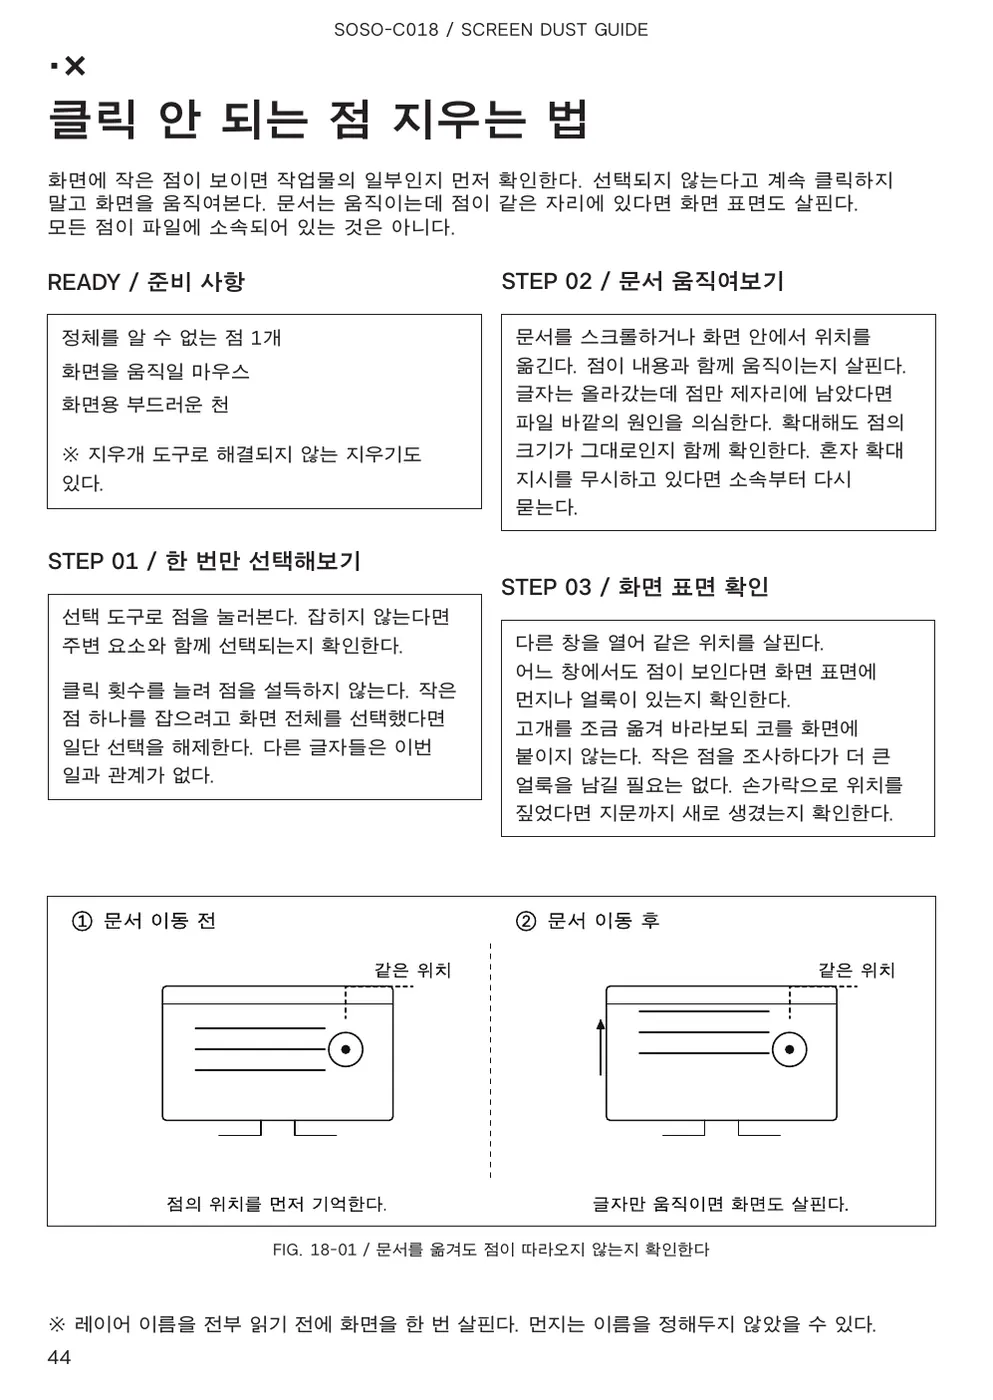 SOSO-C018 / SCREEN DUST GUIDE
·×
클릭 안 되는 점 지우는 법
화면에 작은 점이 보이면 작업물의 일부인지 먼저 확인한다. 선택되지 않는다고 계속 클릭하지
말고 화면을 움직여본다. 문서는 움직이는데 점이 같은 자리에 있다면 화면 표면도 살핀다.
모든 점이 파일에 소속되어 있는 것은 아니다.
READY / 준비 사항
정체를 알 수 없는 점 1개
화면을 움직일 마우스
화면용 부드러운 천
※ 지우개 도구로 해결되지 않는 지우기도
있다.
STEP 01 / 한 번만 선택해보기
선택 도구로 점을 눌러본다. 잡히지 않는다면
주변 요소와 함께 선택되는지 확인한다.
클릭 횟수를 늘려 점을 설득하지 않는다. 작은
점 하나를 잡으려고 화면 전체를 선택했다면
일단 선택을 해제한다. 다른 글자들은 이번
일과 관계가 없다.
STEP 02 / 문서 움직여보기
문서를 스크롤하거나 화면 안에서 위치를
옮긴다. 점이 내용과 함께 움직이는지 살핀다.
글자는 올라갔는데 점만 제자리에 남았다면
파일 바깥의 원인을 의심한다. 확대해도 점의
크기가 그대로인지 함께 확인한다. 혼자 확대
지시를 무시하고 있다면 소속부터 다시
묻는다.
STEP 03 / 화면 표면 확인
다른 창을 열어 같은 위치를 살핀다.
어느 창에서도 점이 보인다면 화면 표면에
먼지나 얼룩이 있는지 확인한다.
고개를 조금 옮겨 바라보되 코를 화면에
붙이지 않는다. 작은 점을 조사하다가 더 큰
얼룩을 남길 필요는 없다. 손가락으로 위치를
짚었다면 지문까지 새로 생겼는지 확인한다.
① 문서 이동 전
같은 위치
점의 위치를 먼저 기억한다.
② 문서 이동 후
같은 위치
글자만 움직이면 화면도 살핀다.
FIG. 18-01 / 문서를 옮겨도 점이 따라오지 않는지 확인한다
※ 레이어 이름을 전부 읽기 전에 화면을 한 번 살핀다. 먼지는 이름을 정해두지 않았을 수 있다.
44